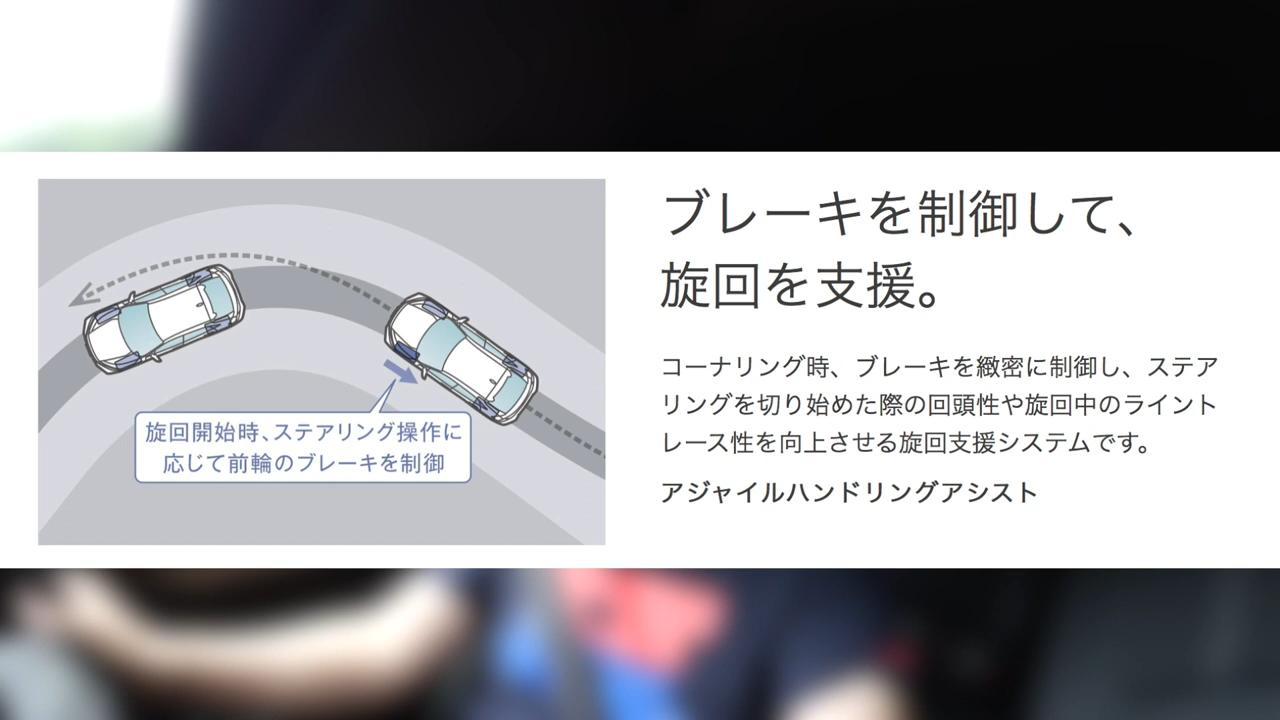 ブレーキを制御して、
旋回を支援。
コーナリング時、ブレーキを緻密に制御し、ステア
リングを切り始めた際の回頭性や旋回中のライント
レース性を向上させる旋回支援システムです。
アジャイルハンドリングアシスト
旋回開始時、ステアリング操作に
応じて前輪のブレーキを制御